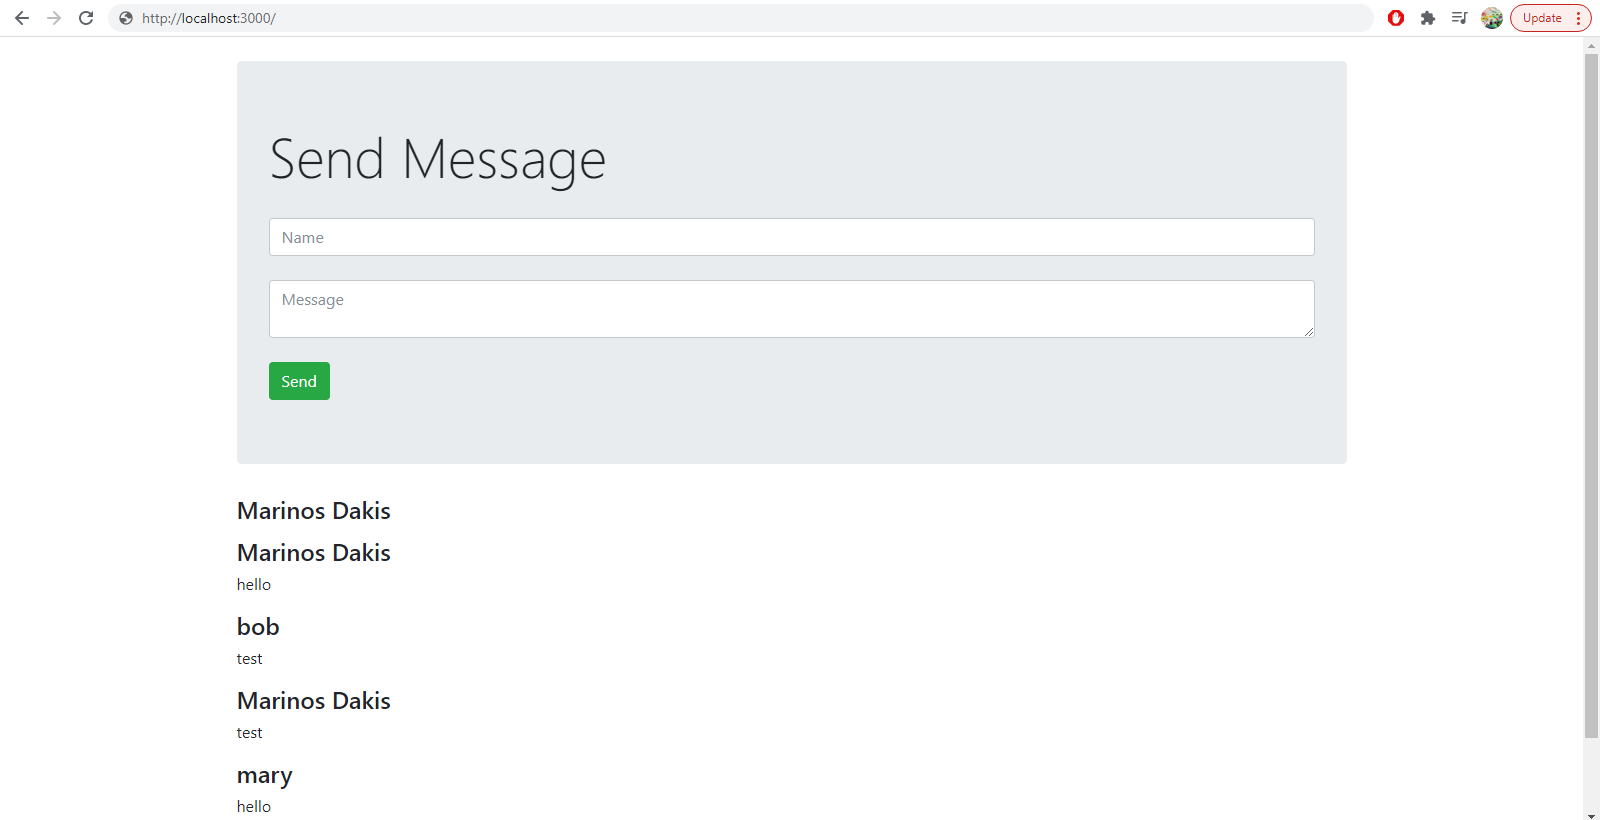 http://localhost:3000/
Update
Send Message
Name
Message
Send
Marinos Dakis
Marinos Dakis
hello
bob
test
Marinos Dakis
test
mary
hello